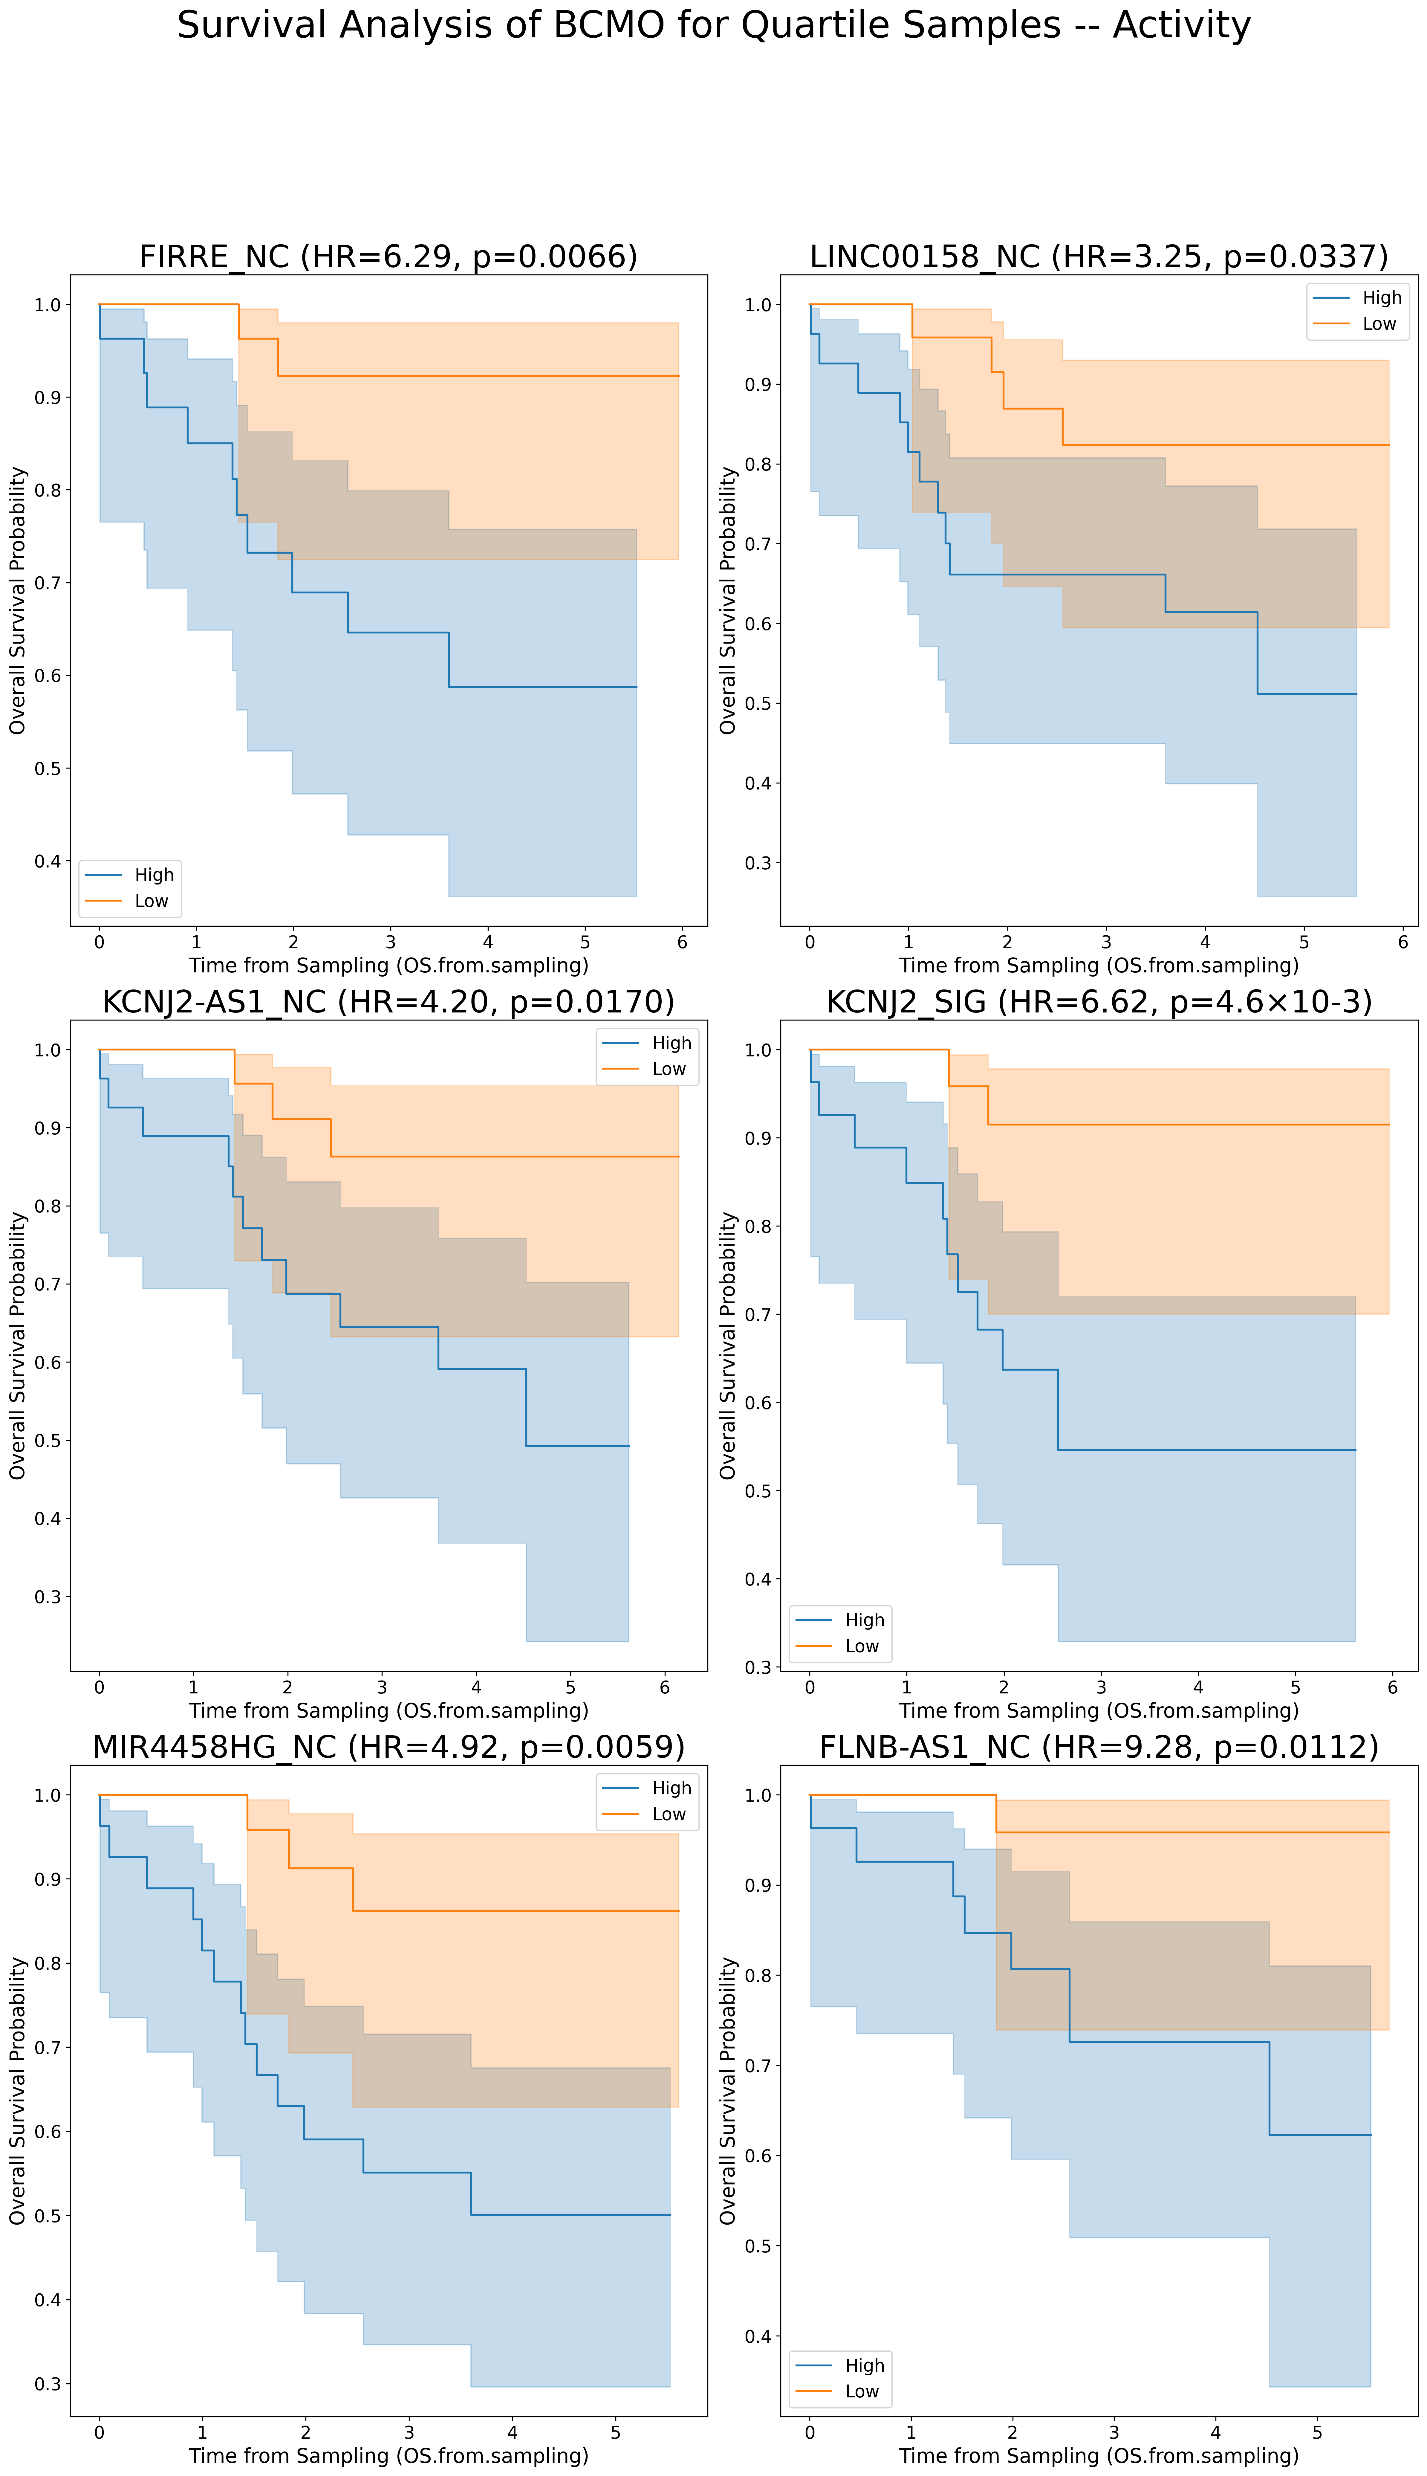 Survival Analysis of BCMO for Quartile Samples -- Activity
FIRRE_NC (HR=6.29, p=0.0066)
1.0
0.9
0.8
0.7
0.6
0.5
0.4
Overall Survival Probability
High
Low
0 1 2 3 4 5 6
Time from Sampling (OS.from.sampling)
LINC00158_NC (HR=3.25, p=0.0337)
1.0
0.9
0.8
0.7
0.6
0.5
0.4
0.3
Overall Survival Probability
High
Low
0 1 2 3 4 5 6
Time from Sampling (OS.from.sampling)
KCNJ2-AS1_NC (HR=4.20, p=0.0170)
1.0
0.9
0.8
0.7
0.6
0.5
0.4
0.3
Overall Survival Probability
High
Low
0 1 2 3 4 5 6
Time from Sampling (OS.from.sampling)
KCNJ2_SIG (HR=6.62, p=4.6×10-3)
1.0
0.9
0.8
0.7
0.6
0.5
0.4
0.3
Overall Survival Probability
High
Low
0 1 2 3 4 5 6
Time from Sampling (OS.from.sampling)
MIR4458HG_NC (HR=4.92, p=0.0059)
1.0
0.9
0.8
0.7
0.6
0.5
0.4
0.3
Overall Survival Probability
High
Low
0 1 2 3 4 5
Time from Sampling (OS.from.sampling)
FLNB-AS1_NC (HR=9.28, p=0.0112)
1.0
0.9
0.8
0.7
0.6
0.5
0.4
Overall Survival Probability
High
Low
0 1 2 3 4 5
Time from Sampling (OS.from.sampling)